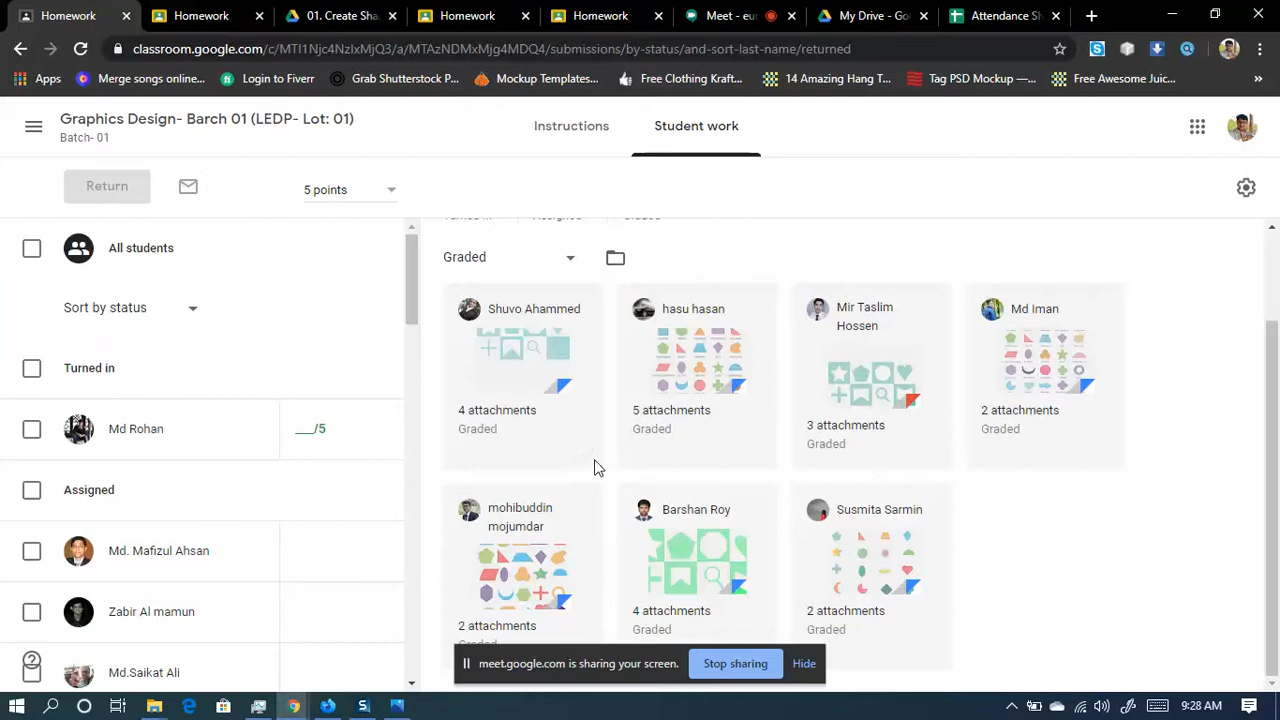 Homework
Homework
01. Create Sha
Homework
Homework
Meet - eu
My Drive - Go
Attendance Sh
classroom.google.com/c/MTI1Njc4NzIxMjQ3/a/MTAzNDMxMjg4MDQ4/submissions/by-status/and-sort-last-name/returned
Apps
Merge songs online...
Login to Fiverr
Grab Shutterstock P...
Mockup Templates...
Free Clothing Kraft...
14 Amazing Hang T...
Tag PSD Mockup —...
Free Awesome Juic...
Graphics Design- Barch 01 (LEDP- Lot: 01)
Batch- 01
Instructions
Student work
Return
5 points
All students
Sort by status
Turned in
Md Rohan
___/5
Assigned
Md. Mafizul Ahsan
Zabir Al mamun
Md.Saikat Ali
Turned in
Assigned
Graded
Graded
Shuvo Ahammed
4 attachments
Graded
hasu hasan
5 attachments
Graded
Mir Taslim
Hossen
3 attachments
Graded
Md Iman
2 attachments
Graded
mohibuddin
mojumdar
2 attachments
Graded
Barshan Roy
4 attachments
Graded
Susmita Sarmin
2 attachments
Graded
meet.google.com is sharing your screen.
Stop sharing
Hide
9:28 AM